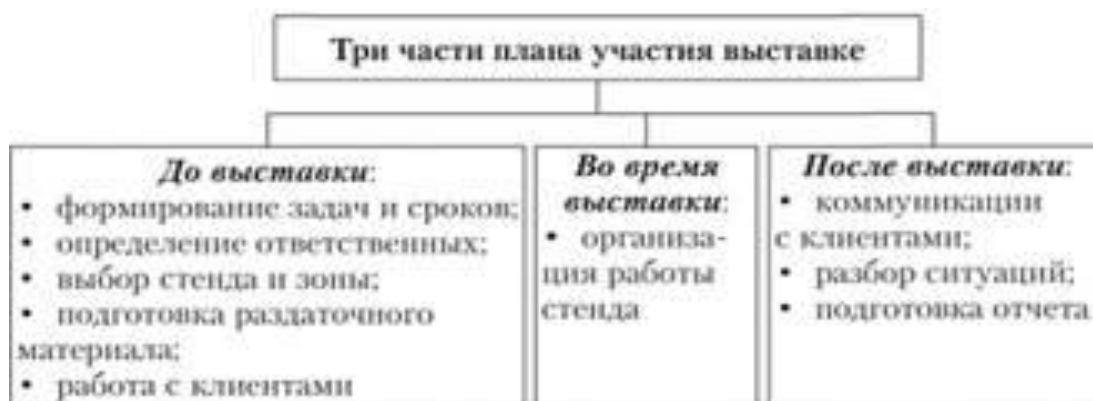 Три части плана участия выставке
До выставки:
• формирование задач и сроков;
• определение ответственных;
• выбор стенда и зоны;
• подготовка раздаточного
материала;
• работа с клиентами
Во время
выставки:
• организа-
ция работы
стенда
После выставки:
• коммуникации
с клиентами;
• разбор ситуаций;
• подготовка отчета